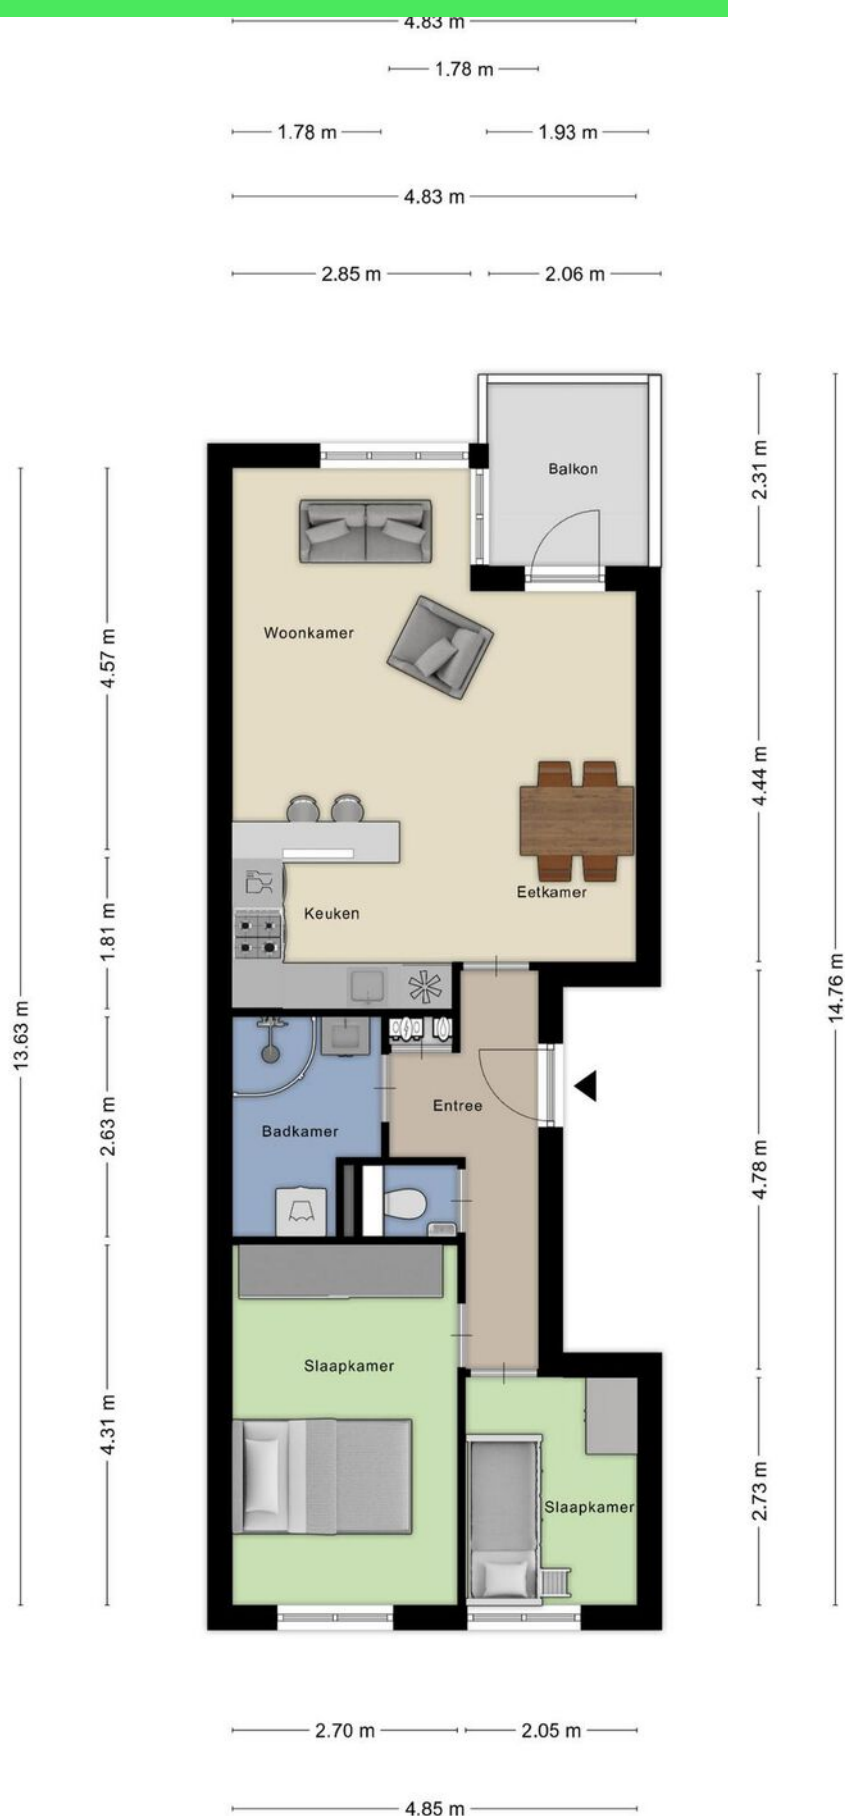 4.83 m
1.78 m
1.78 m
1.93 m
4.83 m
2.85 m
2.06 m
Balkon
2.31 m
Woonkamer
4.57 m
4.44 m
Eetkamer
Keuken
1.81 m
14.76 m
13.63 m
Entree
Badkamer
2.63 m
4.78 m
Slaapkamer
4.31 m
Slaapkamer
2.73 m
2.70 m
2.05 m
4.85 m